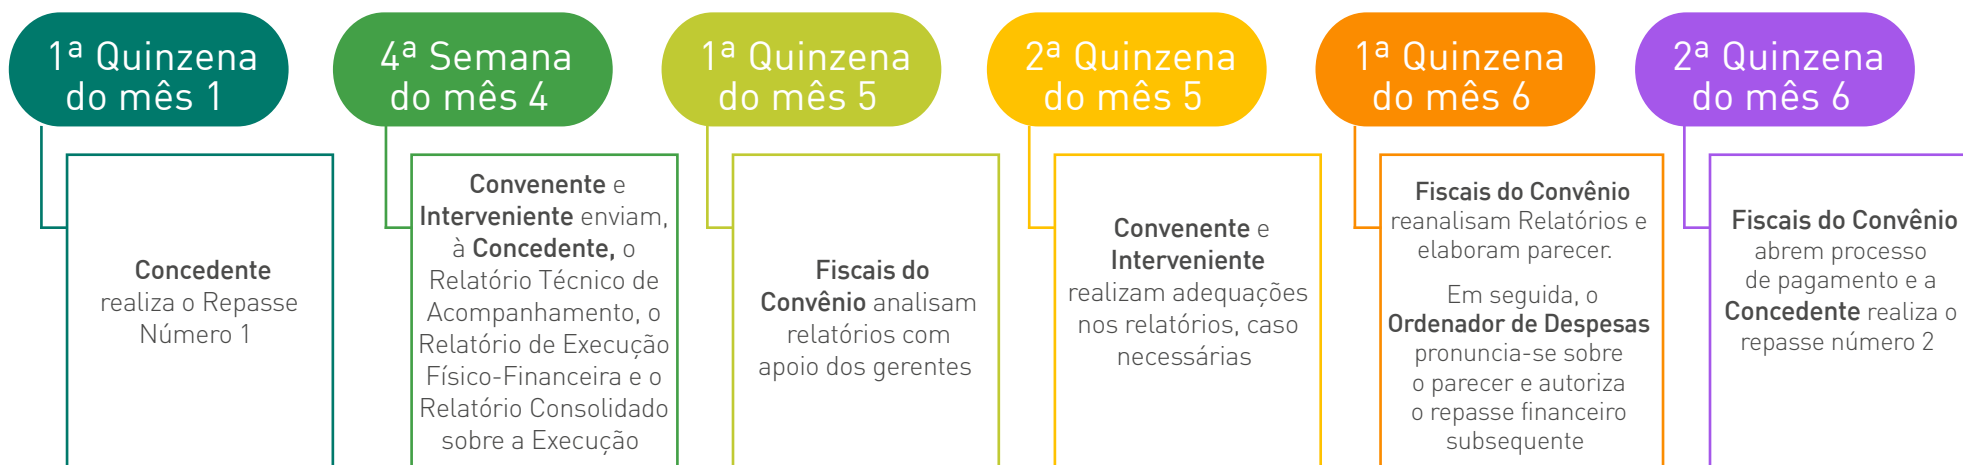 1ª Quinzena
do mês 1
Concedente
realiza o Repasse
Número 1
4ª Semana
do mês 4
Convenente e
Interveniente enviam,
à Concedente, o
Relatório Técnico de
Acompanhamento, o
Relatório de Execução
Físico-Financeira e o
Relatório Consolidado
sobre a Execução
1ª Quinzena
do mês 5
Fiscais do
Convênio analisam
relatórios com
apoio dos gerentes
2ª Quinzena
do mês 5
Convenente e
Interveniente
realizam adequações
nos relatórios, caso
necessárias
1ª Quinzena
do mês 6
Fiscais do Convênio
reanalisam Relatórios e
elaboram parecer.
Em seguida, o
Ordenador de Despesas
pronuncia-se sobre
o parecer e autoriza
o repasse financeiro
subsequente
2ª Quinzena
do mês 6
Fiscais do Convênio
abrem processo
de pagamento e a
Concedente realiza o
repasse número 2